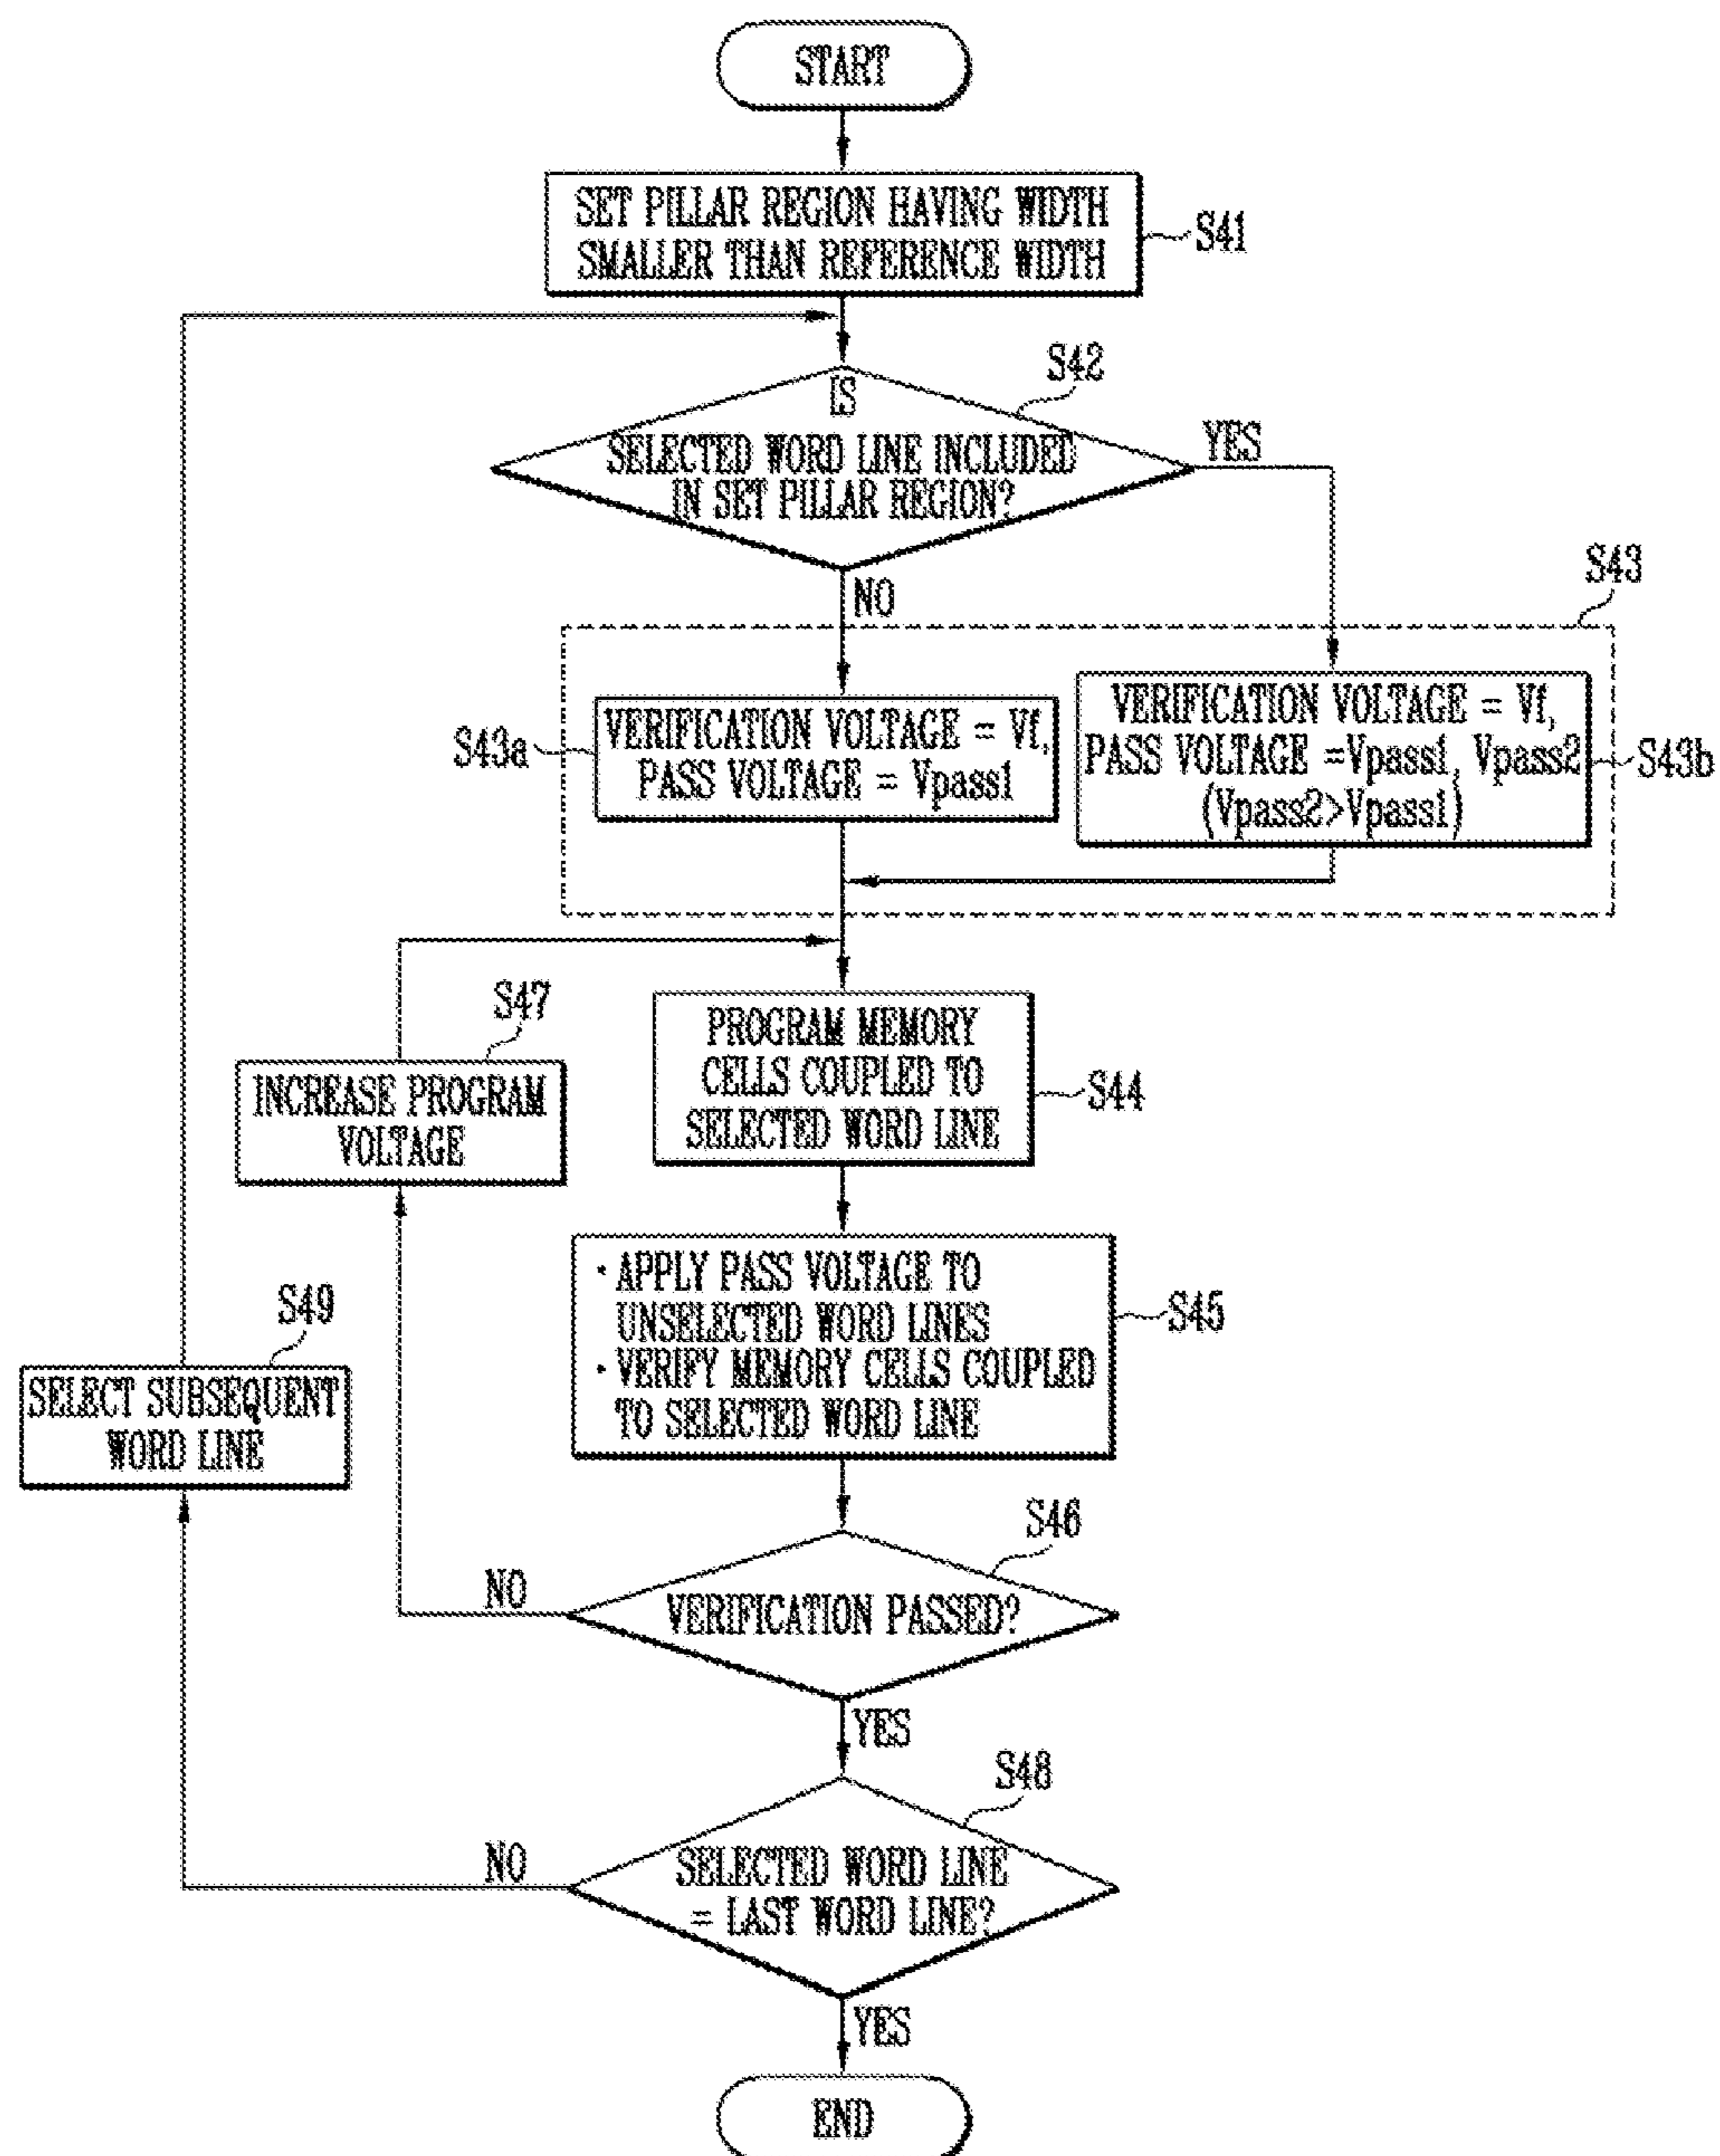 START
SET PILLAR REGION HAVING WIDTH
SMALLER THAN REFERENCE WIDTH
S41
S42
IS
SELECTED WORD LINE INCLUDED
IN SET PILLAR REGION?
YES
NO
S43
S43a
VERIFICATION VOLTAGE = Vf,
PASS VOLTAGE = Vpass1
VERIFICATION VOLTAGE = Vf,
PASS VOLTAGE =Vpass1, Vpass2
(Vpass2>Vpass1)
S43b
S47
INCREASE PROGRAM
VOLTAGE
PROGRAM MEMORY
CELLS COUPLED TO
SELECTED WORD LINE
S44
· APPLY PASS VOLTAGE TO
UNSELECTED WORD LINES
· VERIFY MEMORY CELLS COUPLED
TO SELECTED WORD LINE
S45
S49
SELECT SUBSEQUENT
WORD LINE
S46
NO
VERIFICATION PASSED?
YES
S48
NO
SELECTED WORD LINE
= LAST WORD LINE?
YES
END